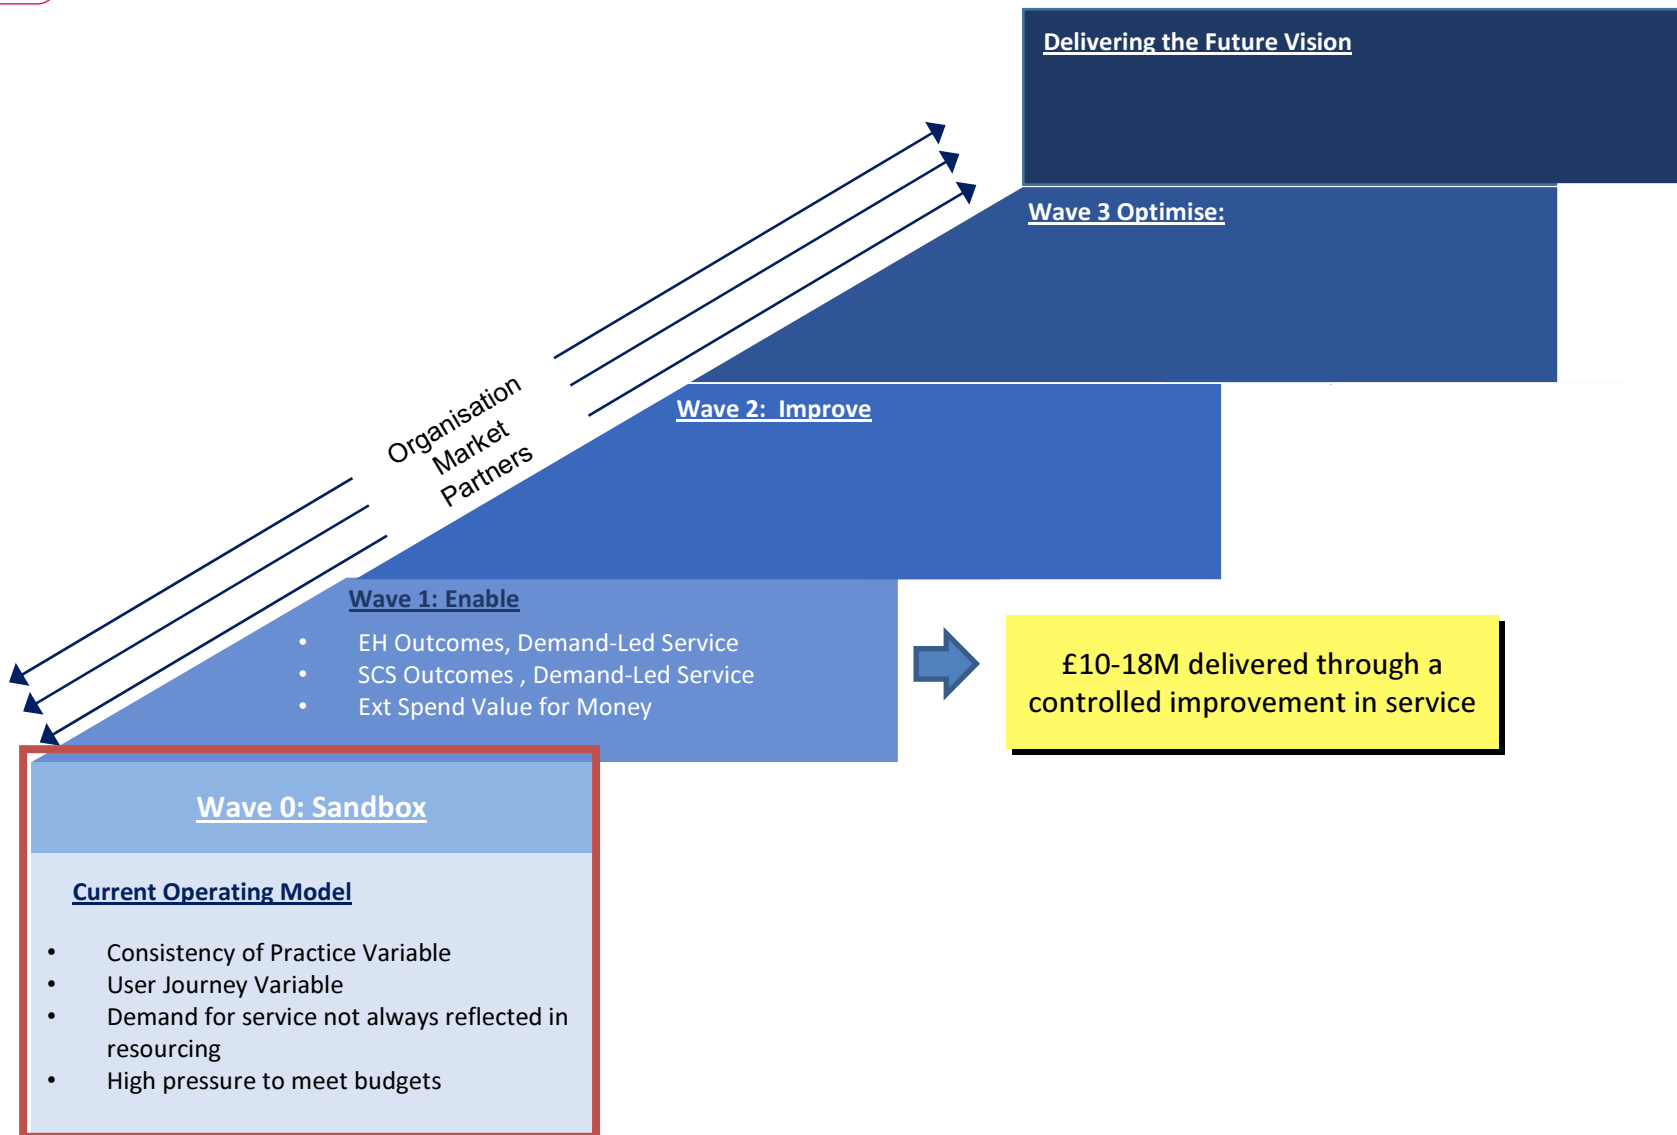 Delivering the Future Vision
Wave 3 Optimise:
Organisation
Market
Partners
Wave 2:  Improve
Wave 1: Enable
• EH Outcomes, Demand-Led Service
• SCS Outcomes , Demand-Led Service
• Ext Spend Value for Money
£10-18M delivered through a
controlled improvement in service
Wave 0: Sandbox
Current Operating Model
• Consistency of Practice Variable
• User Journey Variable
• Demand for service not always reflected in
resourcing
• High pressure to meet budgets